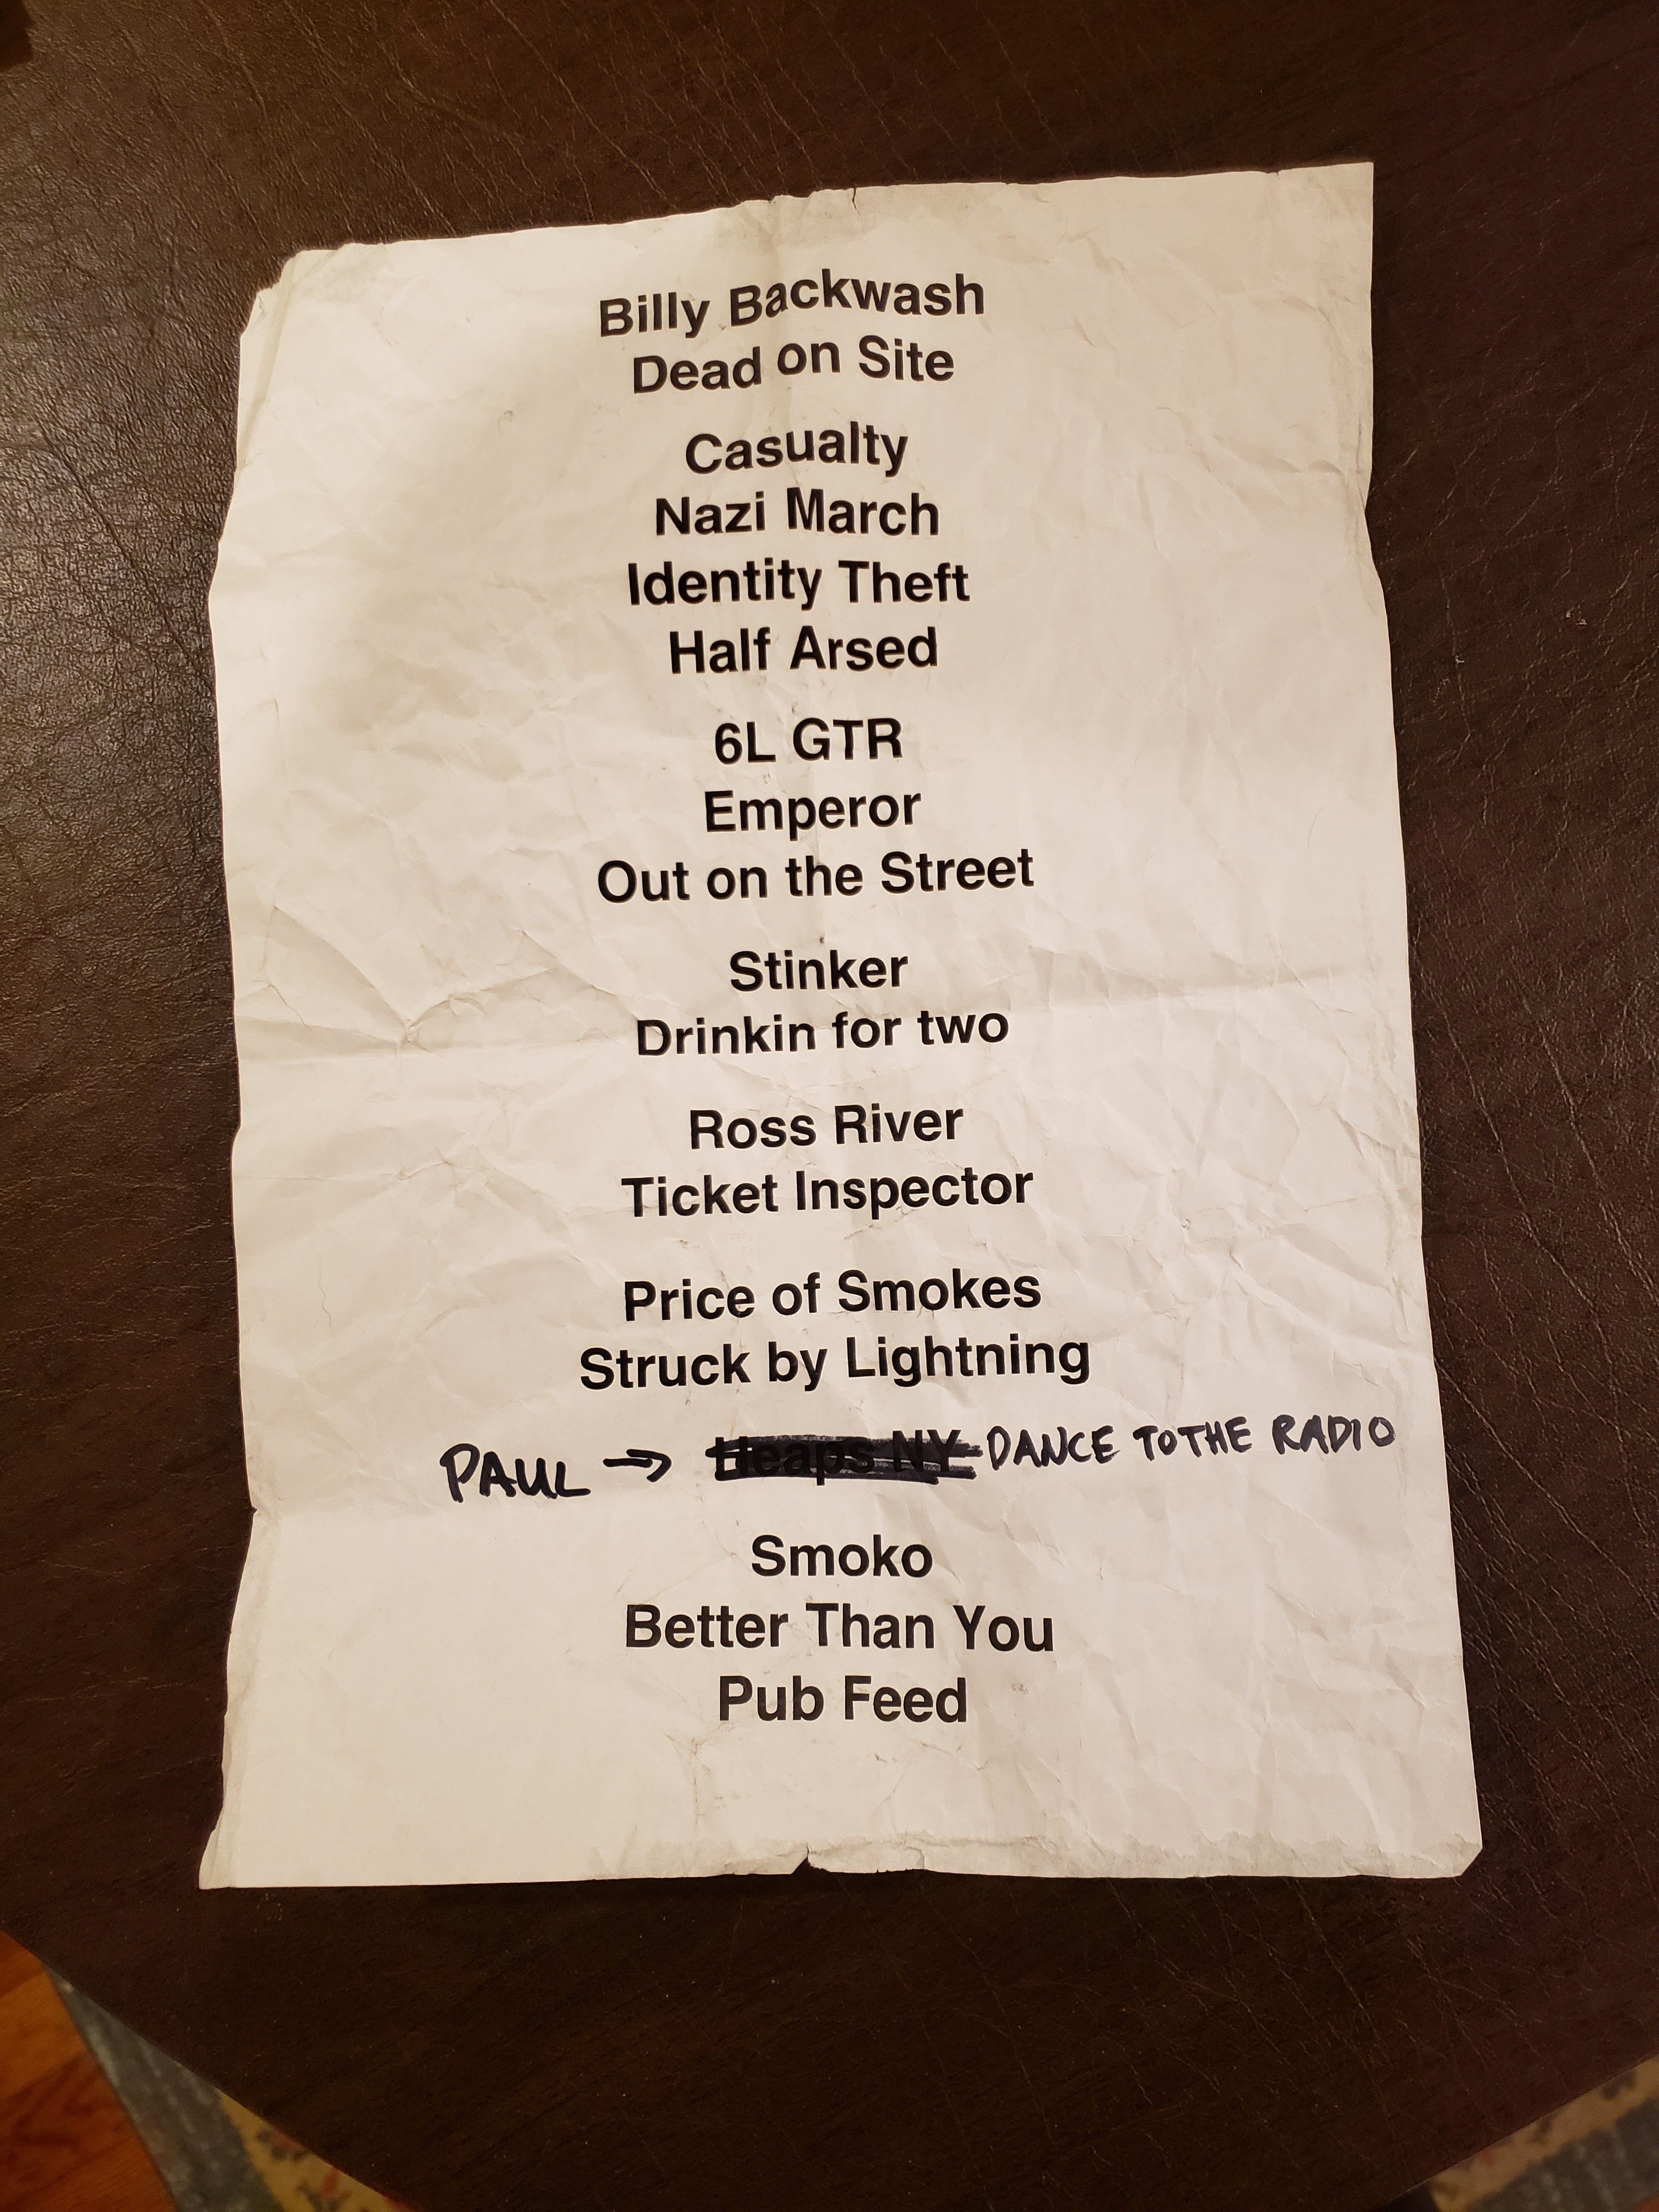 Billy Backwash
Dead on Site
Casualty
Nazi March
Identity Theft
Half Arsed
6L GTR
Emperor
Out on the Street
Stinker
Drinkin for two
Ross River
Ticket Inspector
Price of Smokes
Struck by Lightning
PAUL → Heaps NY DANCE TO THE RADIO
Smoko
Better Than You
Pub Feed